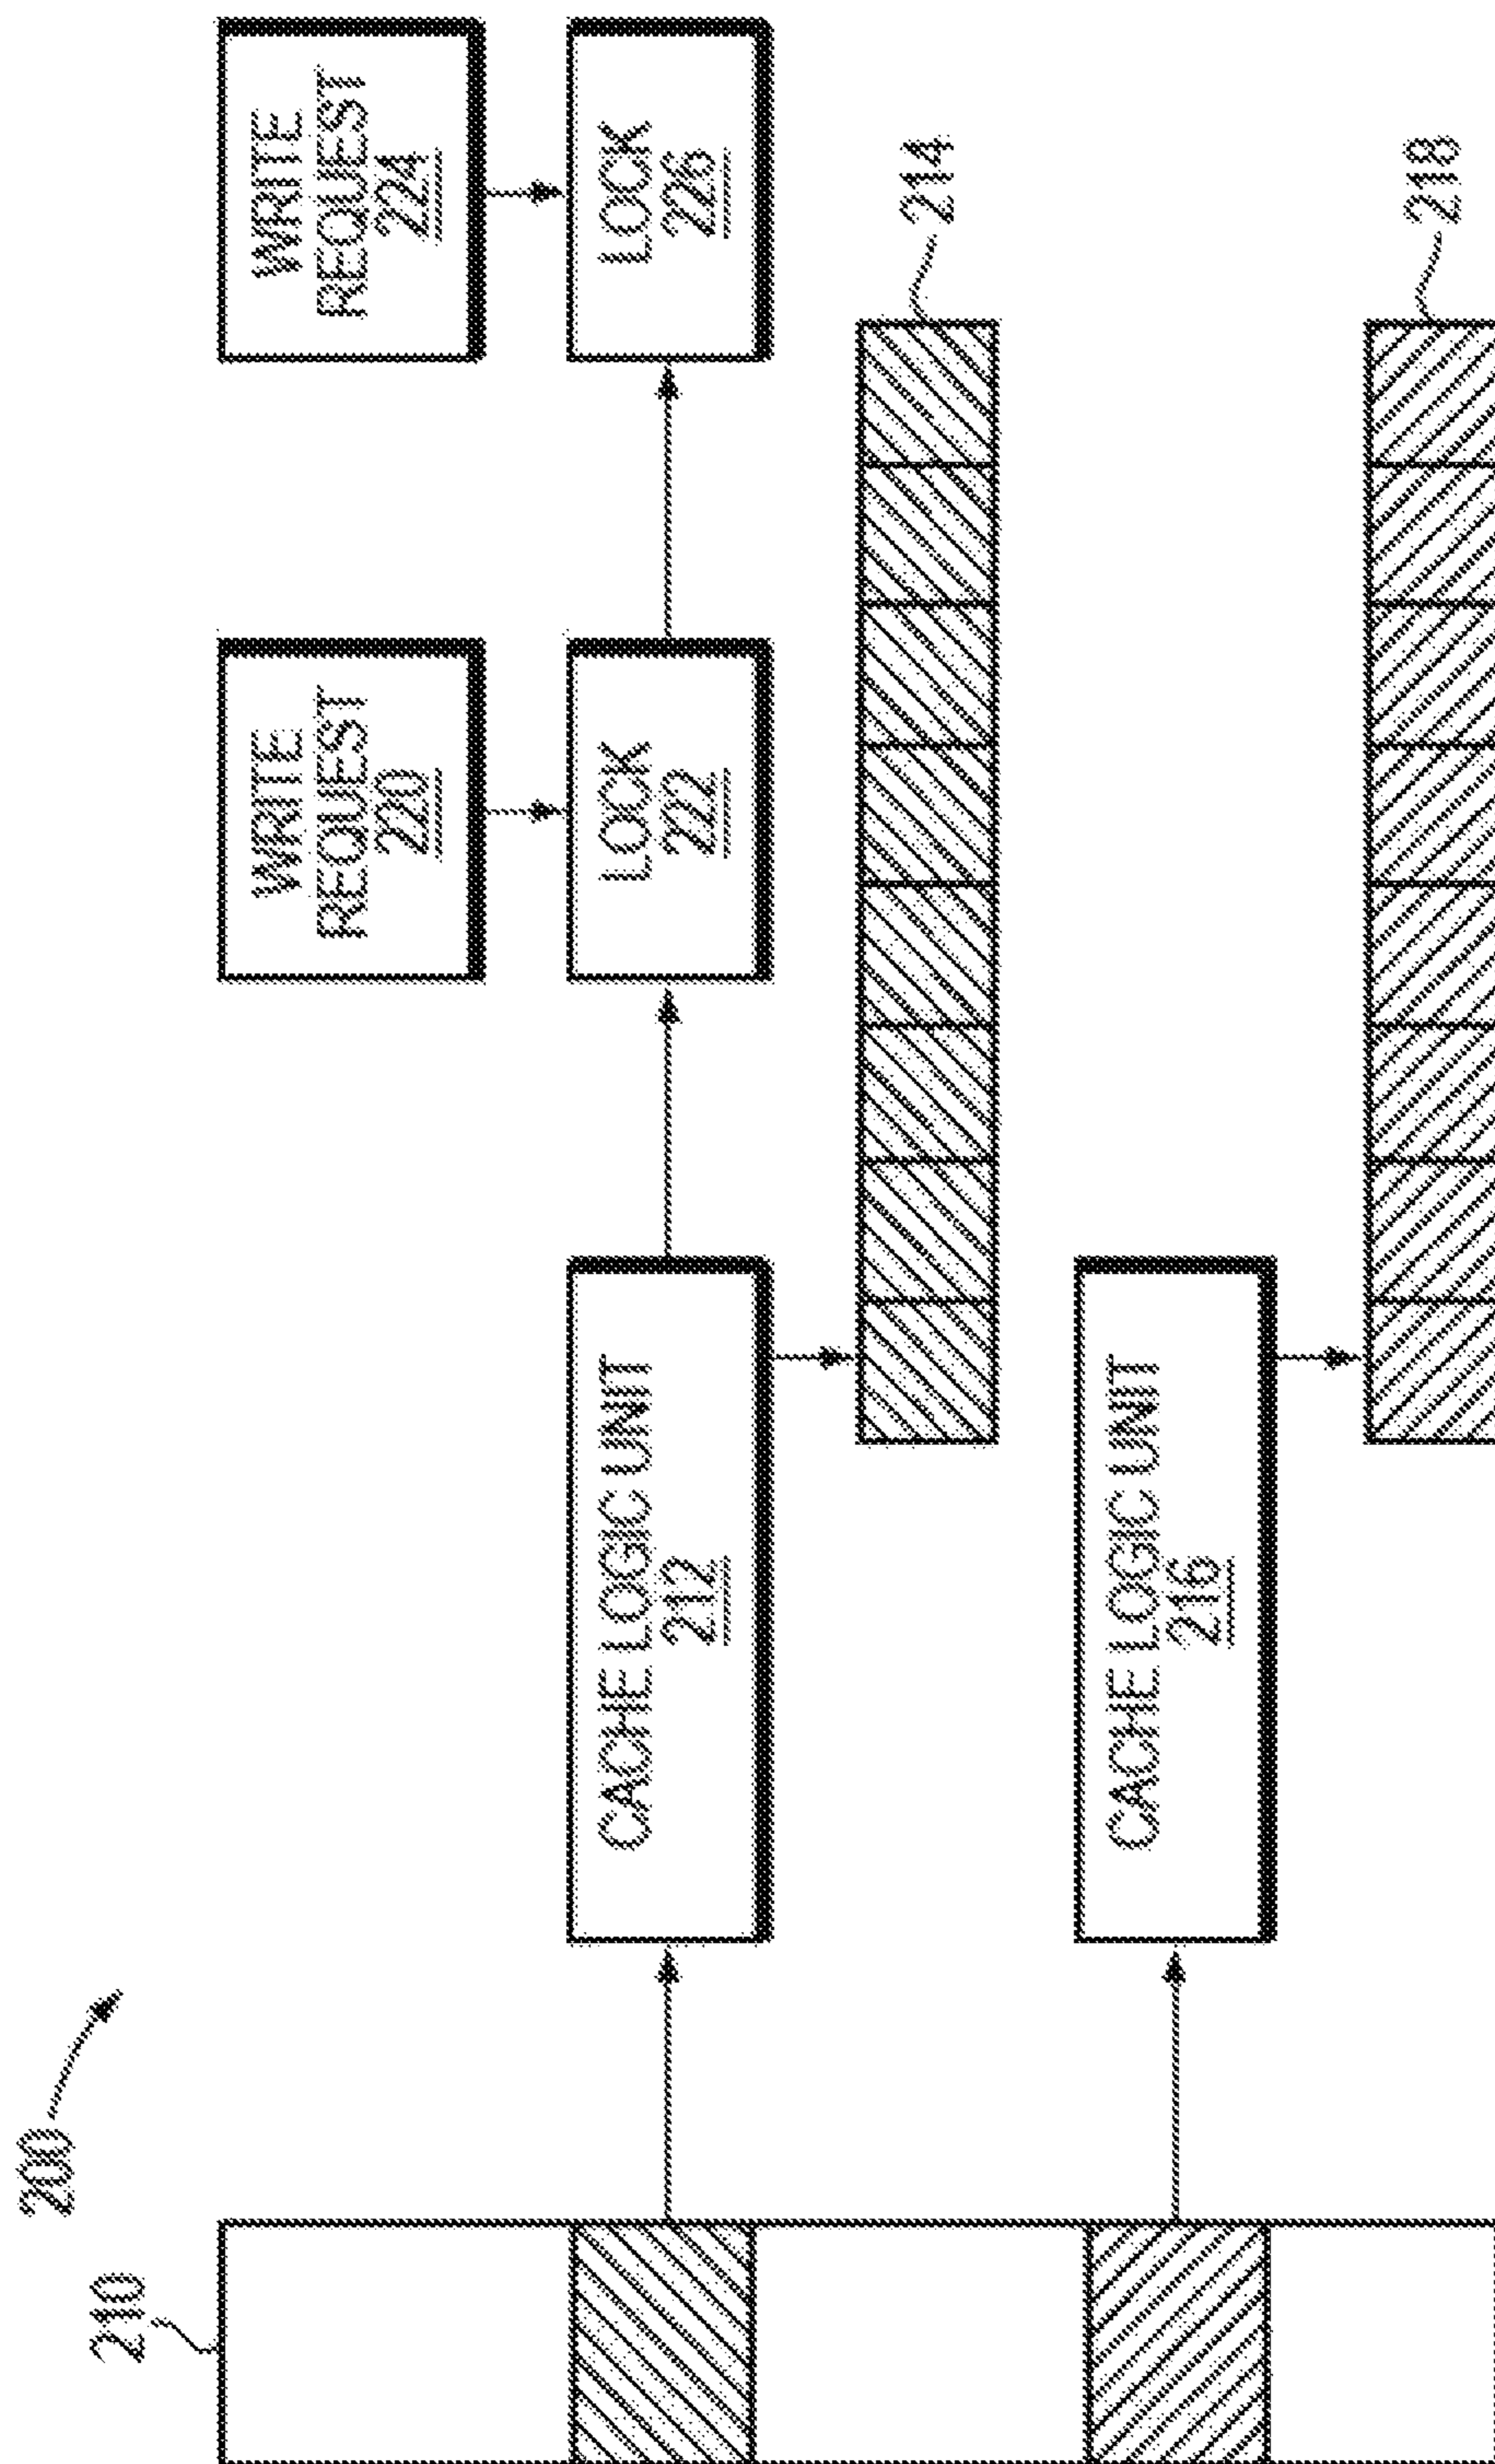 200
210
WRITE
REQUEST
220
WRITE
REQUEST
224
CACHE LOGIC UNIT
212
LOCK
222
LOCK
226
214
CACHE LOGIC UNIT
216
218